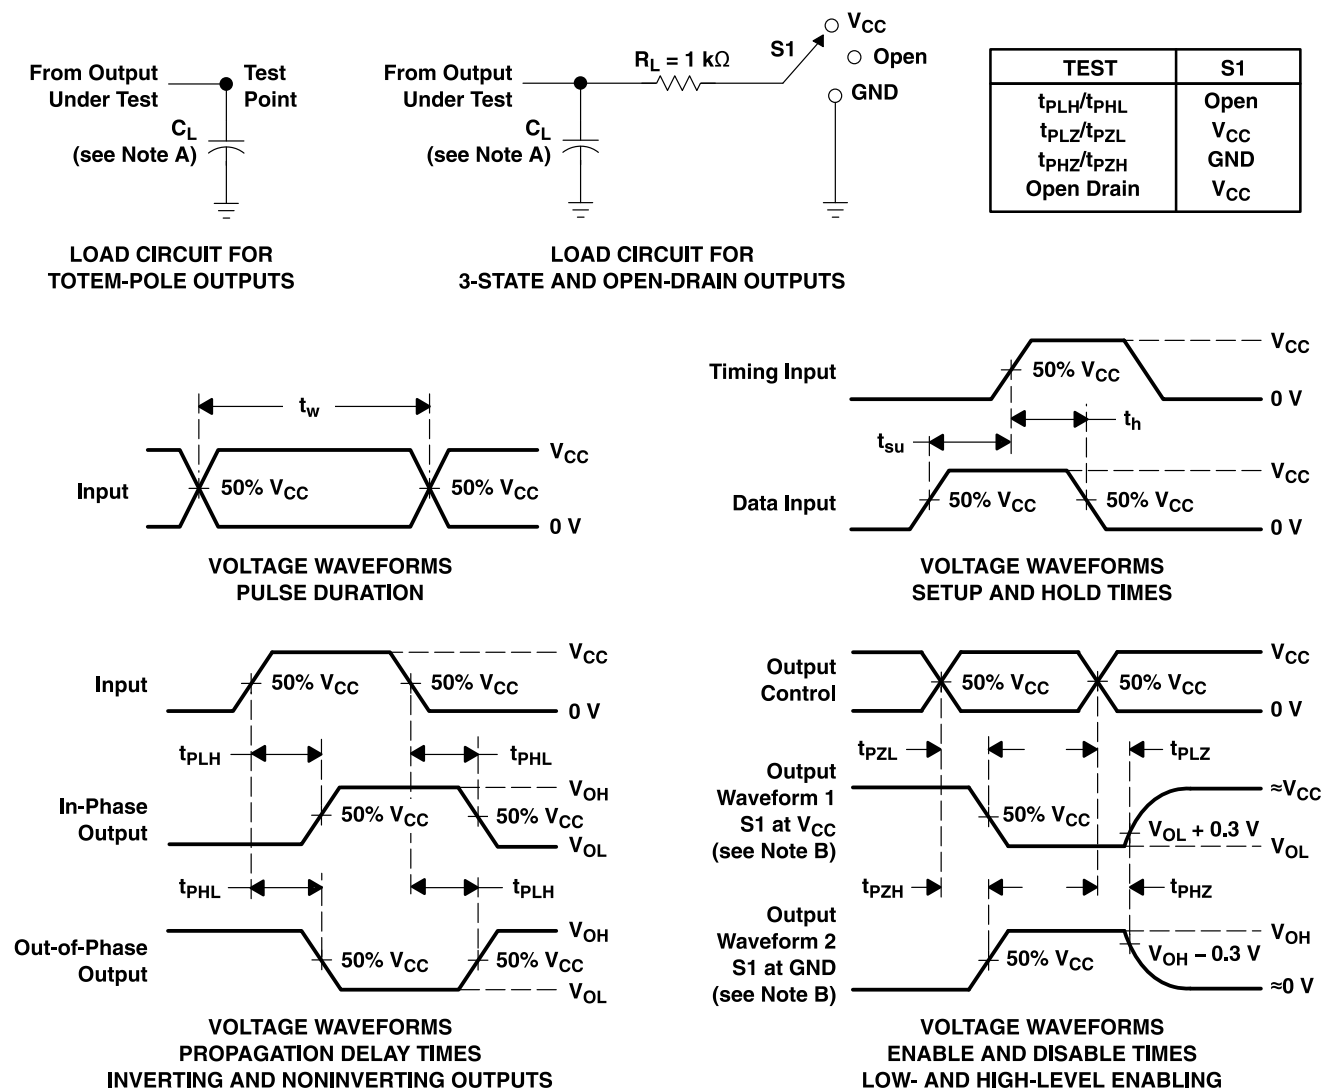 From Output
Under Test
Test
Point
CL
(see Note A)
LOAD CIRCUIT FOR
TOTEM-POLE OUTPUTS
From Output
Under Test
RL = 1 kΩ
S1
VCC
Open
GND
CL
(see Note A)
LOAD CIRCUIT FOR
3-STATE AND OPEN-DRAIN OUTPUTS
TEST S1
tPLH/tPHL Open
tPLZ/tPZL VCC
tPHZ/tPZH GND
Open Drain VCC
tw
Input
50% VCC
50% VCC
VCC
0 V
VOLTAGE WAVEFORMS
PULSE DURATION
Timing Input
50% VCC
VCC
0 V
tsu
th
Data Input
50% VCC
50% VCC
VCC
0 V
VOLTAGE WAVEFORMS
SETUP AND HOLD TIMES
Input
50% VCC
50% VCC
VCC
0 V
tPLH
tPHL
In-Phase
Output
50% VCC
50% VCC
VOH
VOL
tPHL
tPLH
Out-of-Phase
Output
50% VCC
50% VCC
VOH
VOL
VOLTAGE WAVEFORMS
PROPAGATION DELAY TIMES
INVERTING AND NONINVERTING OUTPUTS
Output
Control
50% VCC
50% VCC
VCC
0 V
tPZL
tPLZ
Output
Waveform 1
S1 at VCC
(see Note B)
50% VCC
≈VCC
VOL + 0.3 V
VOL
tPZH
tPHZ
Output
Waveform 2
S1 at GND
(see Note B)
50% VCC
VOH
VOH − 0.3 V
≈0 V
VOLTAGE WAVEFORMS
ENABLE AND DISABLE TIMES
LOW- AND HIGH-LEVEL ENABLING